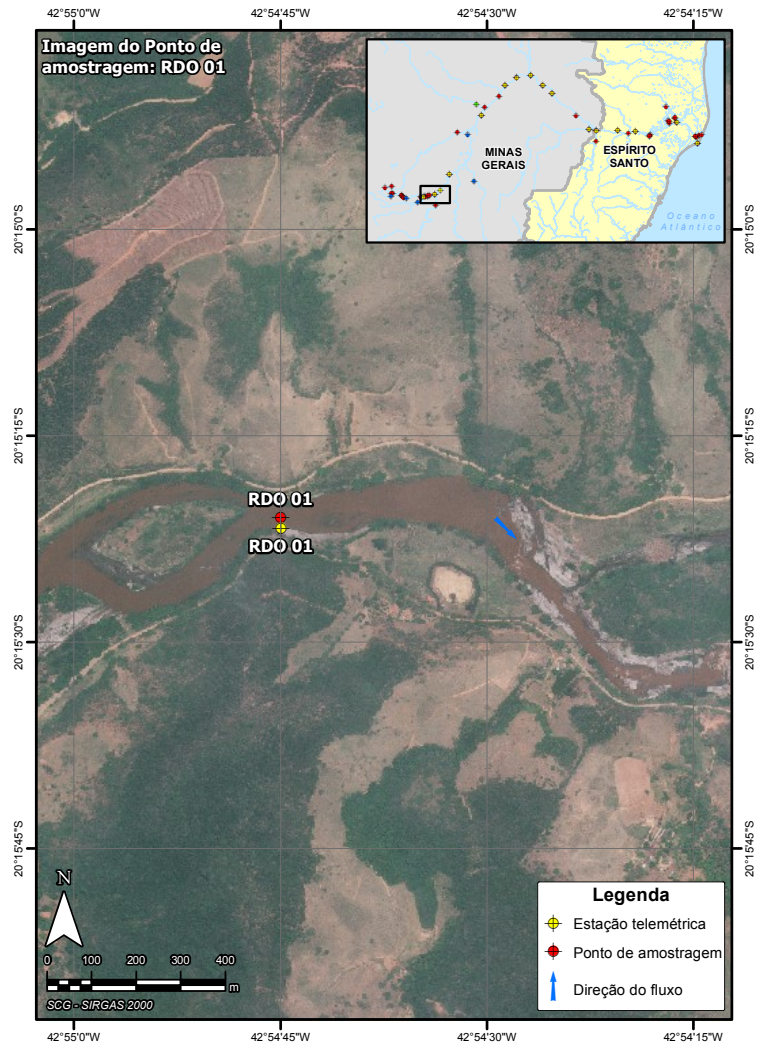 42°55'0"W 42°54'45"W 42°54'30"W 42°54'15"W
Imagem do Ponto de
amostragem: RDO 01
MINAS
GERAIS
ESPÍRITO
SANTO
Oceano
Atlântico
20°15'0"S 20°15'0"S
20°15'15"S 20°15'15"S
RDO 01
RDO 01
20°15'30"S 20°15'30"S
20°15'45"S 20°15'45"S
N
0 100 200 300 400
m
SCG - SIRGAS 2000
Legenda
Estação telemétrica
Ponto de amostragem
Direção do fluxo
42°55'0"W 42°54'45"W 42°54'30"W 42°54'15"W